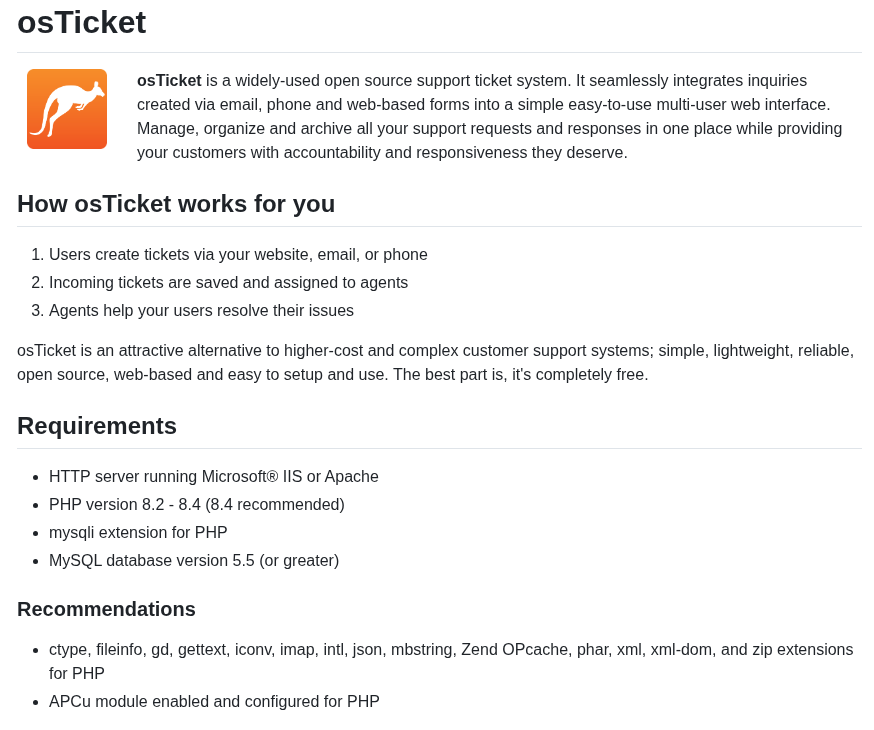 osTicket
osTicket is a widely-used open source support ticket system. It seamlessly integrates inquiries
created via email, phone and web-based forms into a simple easy-to-use multi-user web interface.
Manage, organize and archive all your support requests and responses in one place while providing
your customers with accountability and responsiveness they deserve.
How osTicket works for you
1. Users create tickets via your website, email, or phone
2. Incoming tickets are saved and assigned to agents
3. Agents help your users resolve their issues
osTicket is an attractive alternative to higher-cost and complex customer support systems; simple, lightweight, reliable,
open source, web-based and easy to setup and use. The best part is, it's completely free.
Requirements
• HTTP server running Microsoft® IIS or Apache
• PHP version 8.2 - 8.4 (8.4 recommended)
• mysqli extension for PHP
• MySQL database version 5.5 (or greater)
Recommendations
• ctype, fileinfo, gd, gettext, iconv, imap, intl, json, mbstring, Zend OPcache, phar, xml, xml-dom, and zip extensions
for PHP
• APCu module enabled and configured for PHP